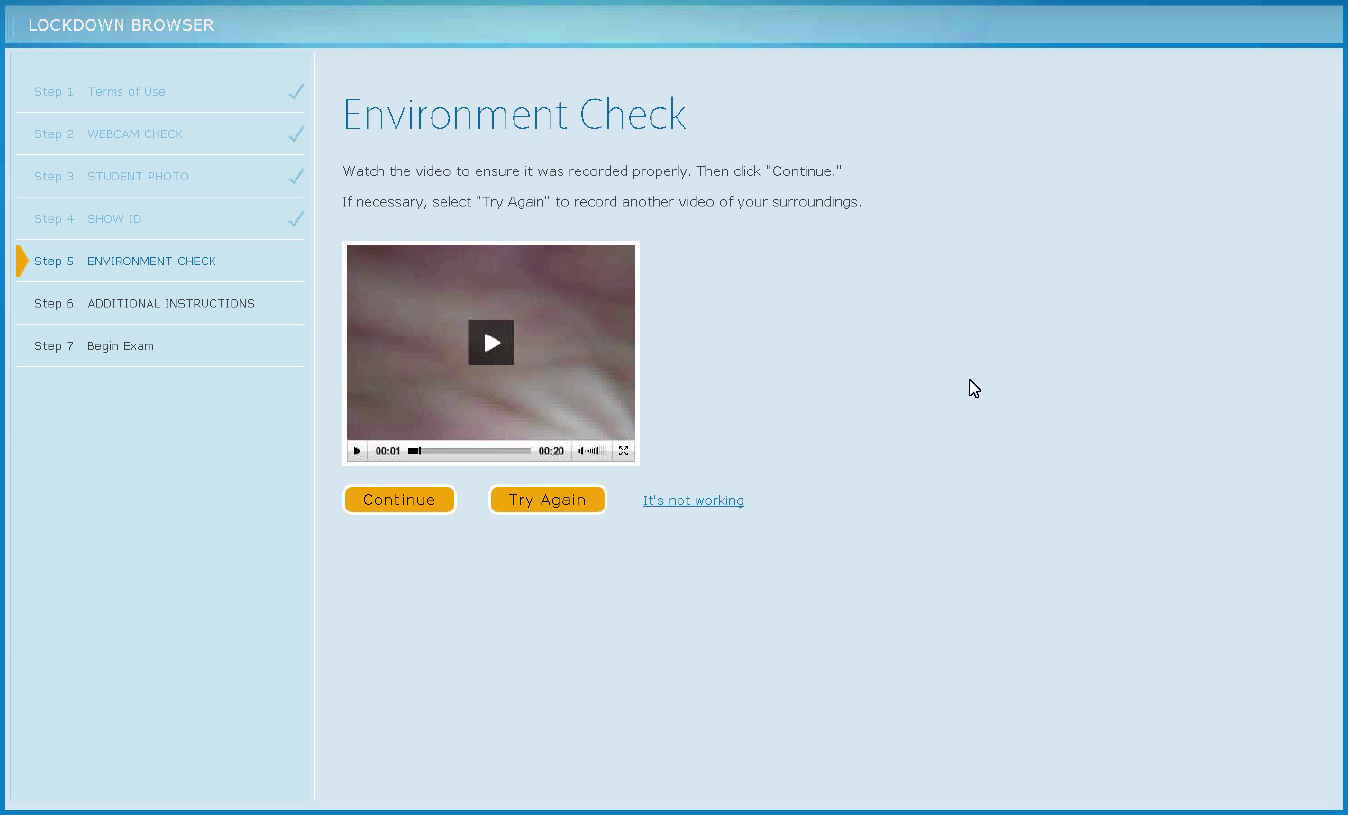 LOCKDOWN BROWSER
Step 1 Terms of Use
Step 2 WEBCAM CHECK
Step 3 STUDENT PHOTO
Step 4 SHOW ID
Step 5 ENVIRONMENT CHECK
Step 6 ADDITIONAL INSTRUCTIONS
Step 7 Begin Exam
Environment Check
Watch the video to ensure it was recorded properly. Then click "Continue."
If necessary, select "Try Again" to record another video of your surroundings.
00:01 00:20
Continue Try Again It's not working